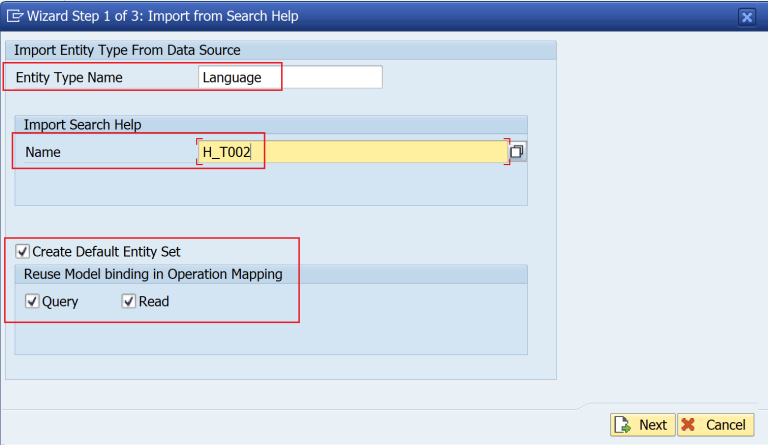 Wizard Step 1 of 3: Import from Search Help
Import Entity Type From Data Source
Entity Type Name Language
Import Search Help
Name H_T002
Create Default Entity Set
Reuse Model binding in Operation Mapping
Query Read
Next Cancel